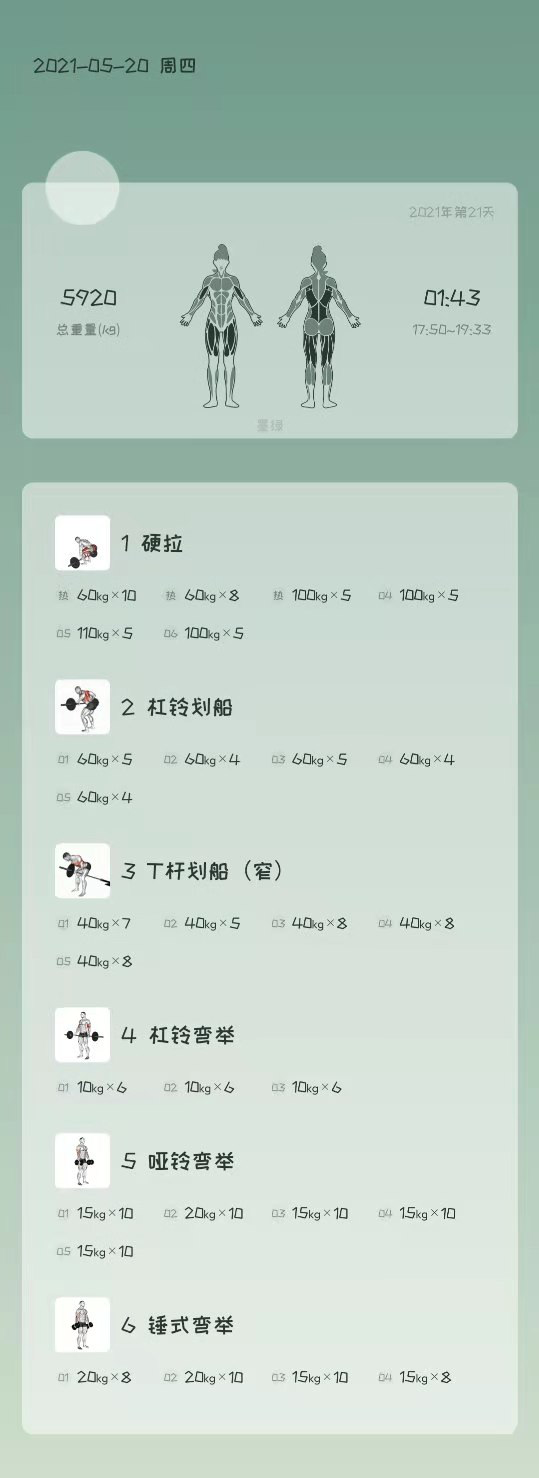 2021-05-20 周四
2021年第21天
5920
01:43
总重量(kg)
17:50~19:33
墨绿
1 硬拉
热 60kg×10 热 60kg×8 热 100kg×5 04 100kg×5
05 110kg×5 06 100kg×5
2 杠铃划船
01 60kg×5 02 60kg×4 03 60kg×5 04 60kg×4
05 60kg×4
3 T杆划船（窄）
01 40kg×7 02 40kg×5 03 40kg×8 04 40kg×8
05 40kg×8
4 杠铃弯举
01 10kg×6 02 10kg×6 03 10kg×6
5 哑铃弯举
01 15kg×10 02 20kg×10 03 15kg×10 04 15kg×10
05 15kg×10
6 锤式弯举
01 20kg×8 02 20kg×10 03 15kg×10 04 15kg×8